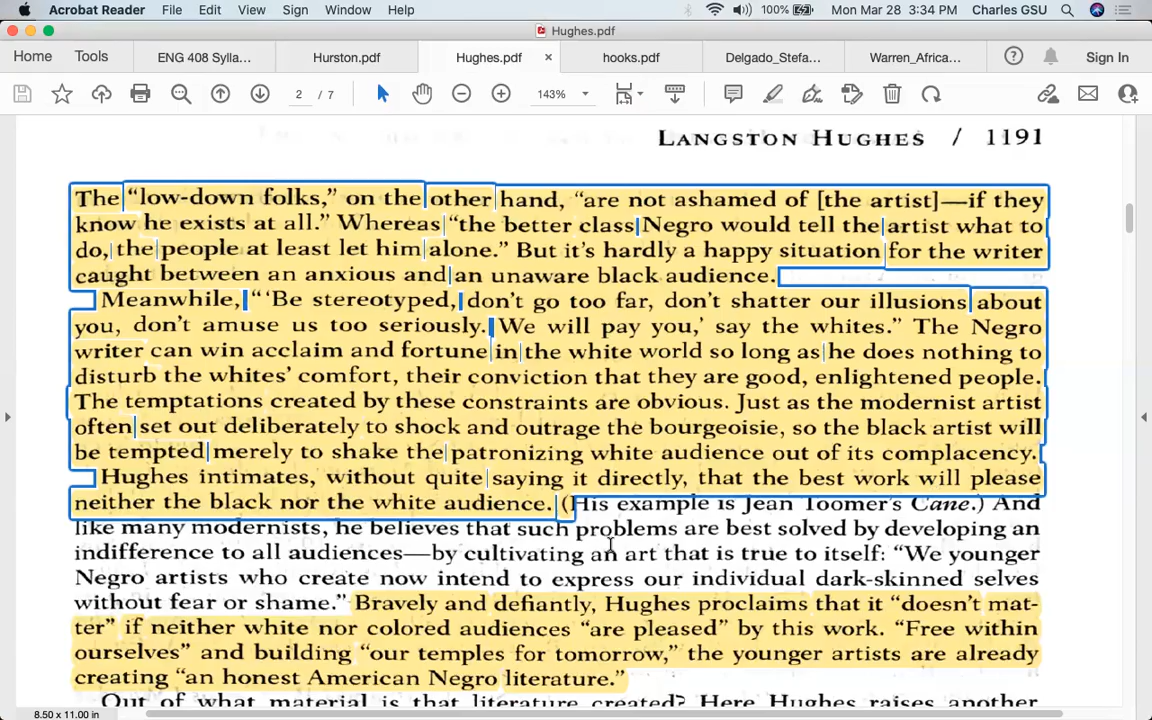 Acrobat Reader File Edit View Sign Window Help 100% Mon Mar 28 3:34 PM Charles GSU
Hughes.pdf
Home Tools ENG 408 Sylla... Hurston.pdf Hughes.pdf × hooks.pdf Delgado_Stefa... Warren_Africa... Sign In
2 / 7 143%
LANGSTON HUGHES / 1191
The “low-down folks,” on the other hand, “are not ashamed of [the artist]—if they
know he exists at all.” Whereas “the better class Negro would tell the artist what to
do, the people at least let him alone.” But it’s hardly a happy situation for the writer
caught between an anxious and an unaware black audience.
Meanwhile, “‘Be stereotyped, don’t go too far, don’t shatter our illusions about
you, don’t amuse us too seriously. We will pay you,’ say the whites.” The Negro
writer can win acclaim and fortune in the white world so long as he does nothing to
disturb the whites’ comfort, their conviction that they are good, enlightened people.
The temptations created by these constraints are obvious. Just as the modernist artist
often set out deliberately to shock and outrage the bourgeoisie, so the black artist will
be tempted merely to shake the patronizing white audience out of its complacency.
Hughes intimates, without quite saying it directly, that the best work will please
neither the black nor the white audience. (His example is Jean Toomer’s Cane.) And
like many modernists, he believes that such problems are best solved by developing an
indifference to all audiences—by cultivating an art that is true to itself: “We younger
Negro artists who create now intend to express our individual dark-skinned selves
without fear or shame.” Bravely and defiantly, Hughes proclaims that it “doesn’t mat-
ter” if neither white nor colored audiences “are pleased” by this work. “Free within
ourselves” and building “our temples for tomorrow,” the younger artists are already
creating “an honest American Negro literature.”
Out of what material is that literature created? Here Hughes raises another
8.50 x 11.00 in